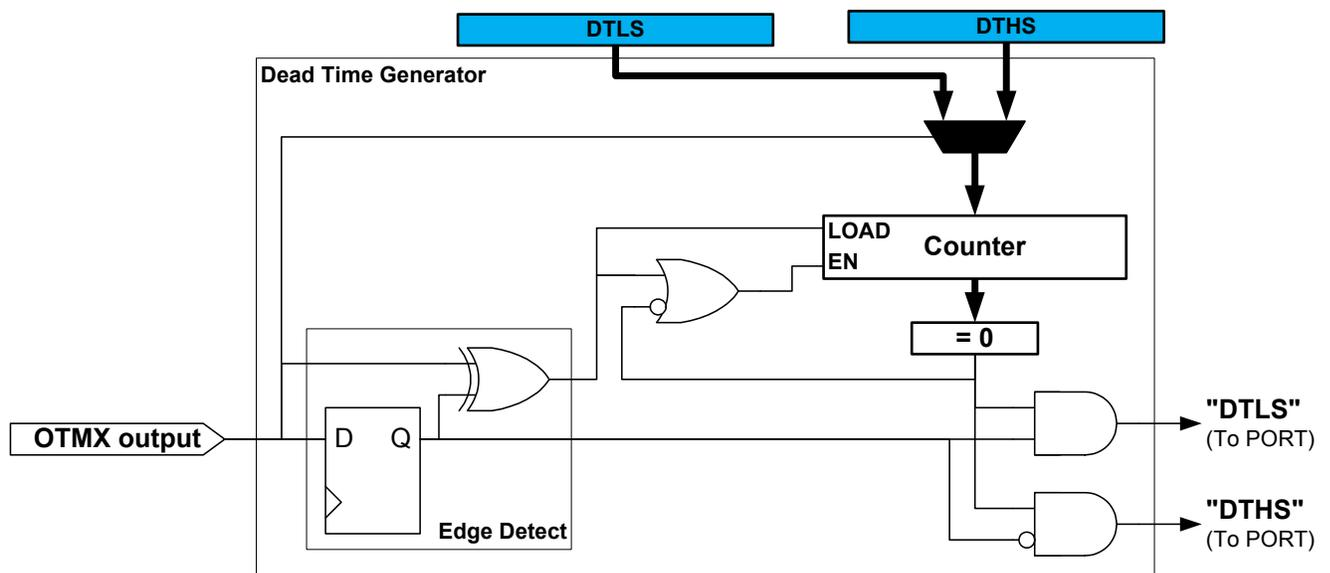 DTLS
DTHS
Dead Time Generator
LOAD
Counter
EN
= 0
OTMX output
D
Q
Edge Detect
"DTLS"
(To PORT)
"DTHS"
(To PORT)